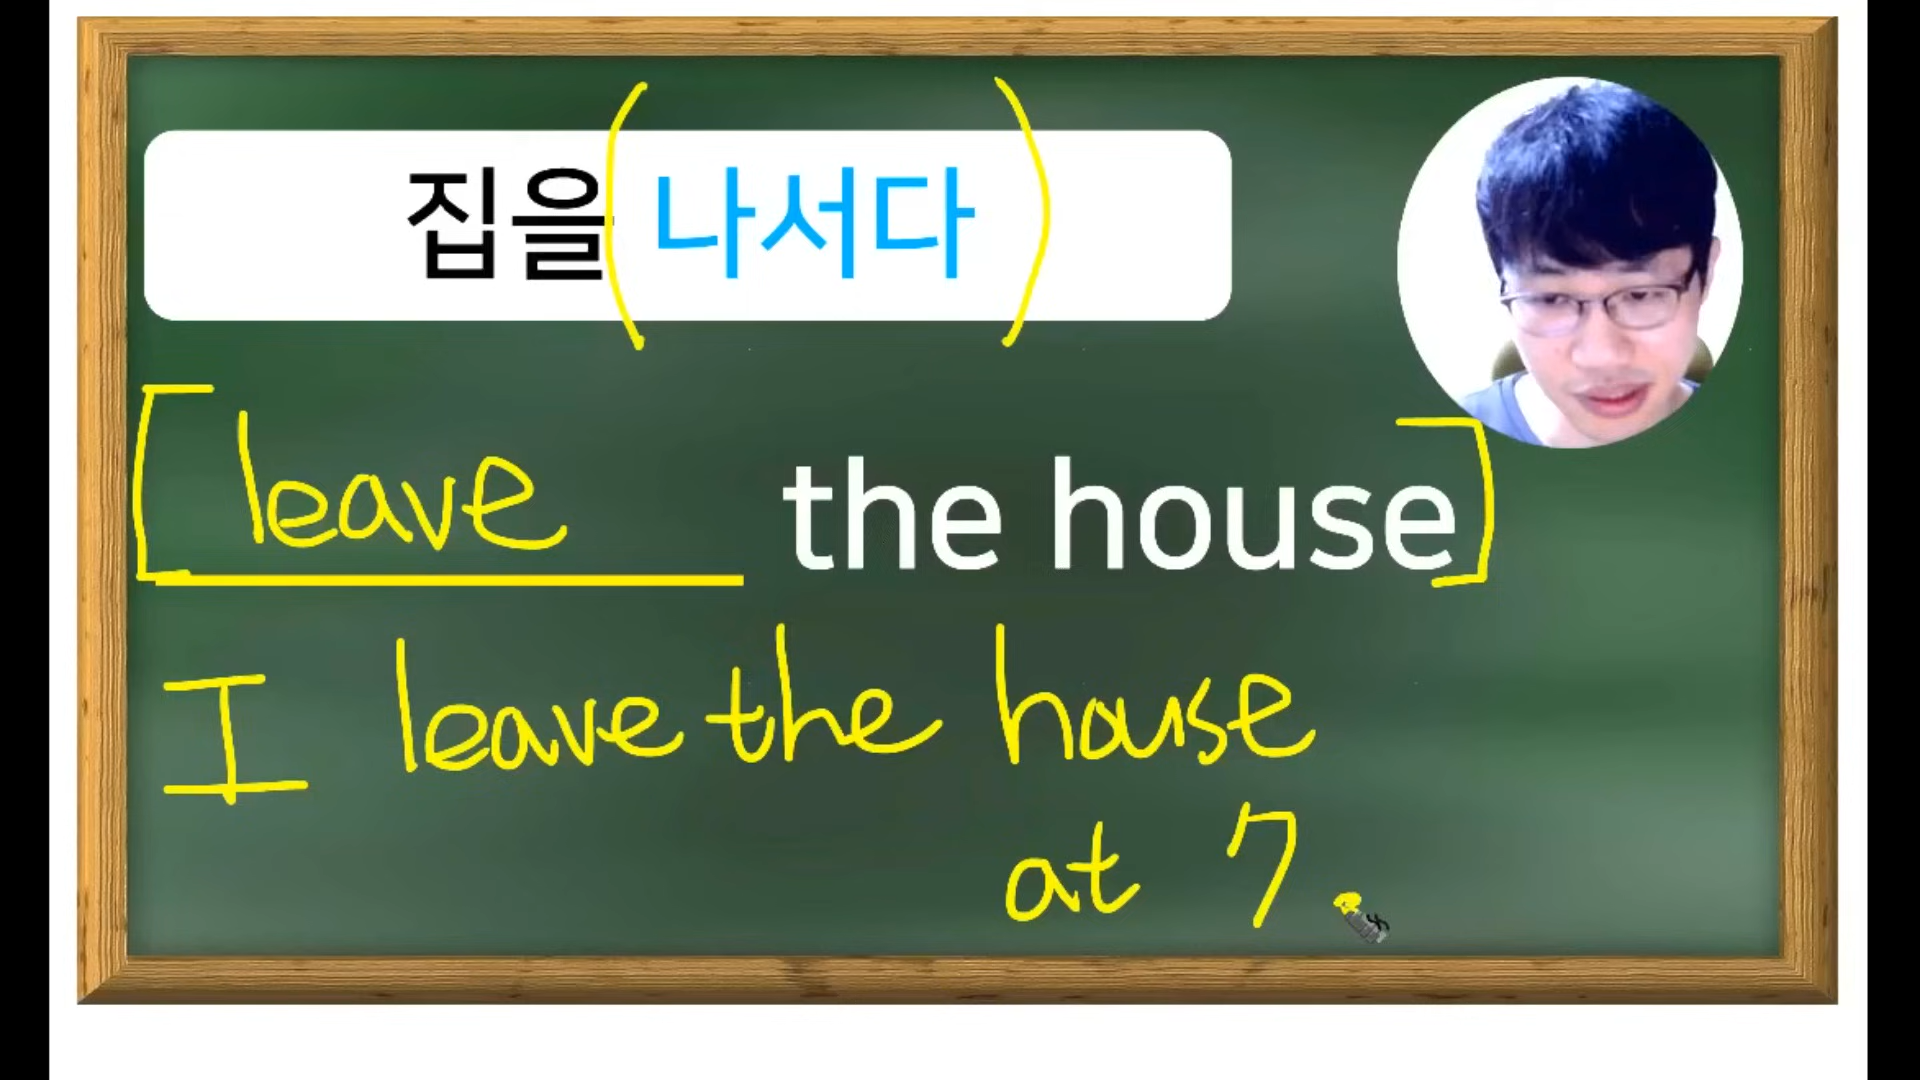 집을 나서다
leave the house
I leave the house
at 7.